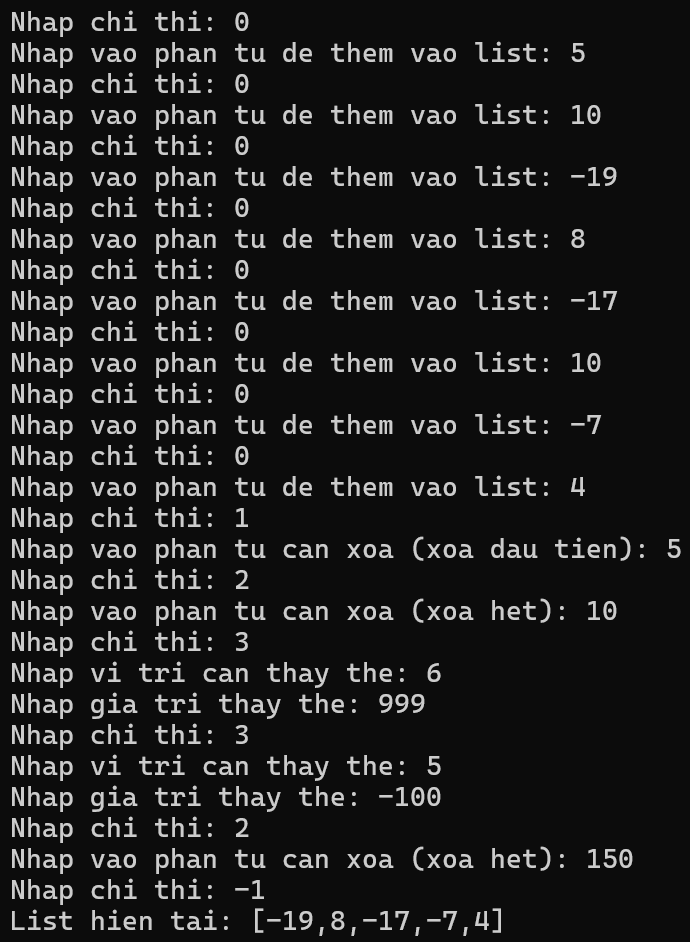 Nhap chi thi: 0
Nhap vao phan tu de them vao list: 5
Nhap chi thi: 0
Nhap vao phan tu de them vao list: 10
Nhap chi thi: 0
Nhap vao phan tu de them vao list: -19
Nhap chi thi: 0
Nhap vao phan tu de them vao list: 8
Nhap chi thi: 0
Nhap vao phan tu de them vao list: -17
Nhap chi thi: 0
Nhap vao phan tu de them vao list: 10
Nhap chi thi: 0
Nhap vao phan tu de them vao list: -7
Nhap chi thi: 0
Nhap vao phan tu de them vao list: 4
Nhap chi thi: 1
Nhap vao phan tu can xoa (xoa dau tien): 5
Nhap chi thi: 2
Nhap vao phan tu can xoa (xoa het): 10
Nhap chi thi: 3
Nhap vi tri can thay the: 6
Nhap gia tri thay the: 999
Nhap chi thi: 3
Nhap vi tri can thay the: 5
Nhap gia tri thay the: -100
Nhap chi thi: 2
Nhap vao phan tu can xoa (xoa het): 150
Nhap chi thi: -1
List hien tai: [-19,8,-17,-7,4]